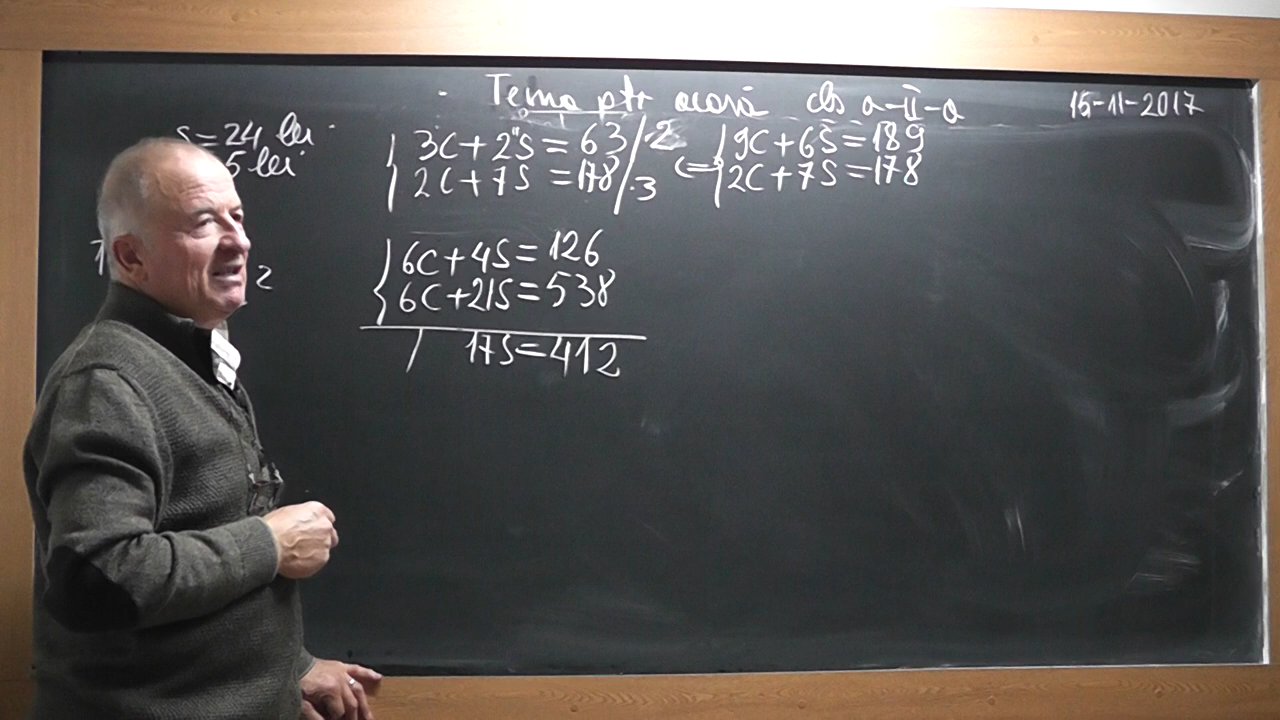 Tema ptr acasă cls a-II-a 15-11-2017
s=24 lei
5 lei
3C+2S=63/·2
2C+7S=178/·3
<=> 9C+6S=189
2C+7S=178
6C+4S=126
6C+21S=538
/ 17S=412
2